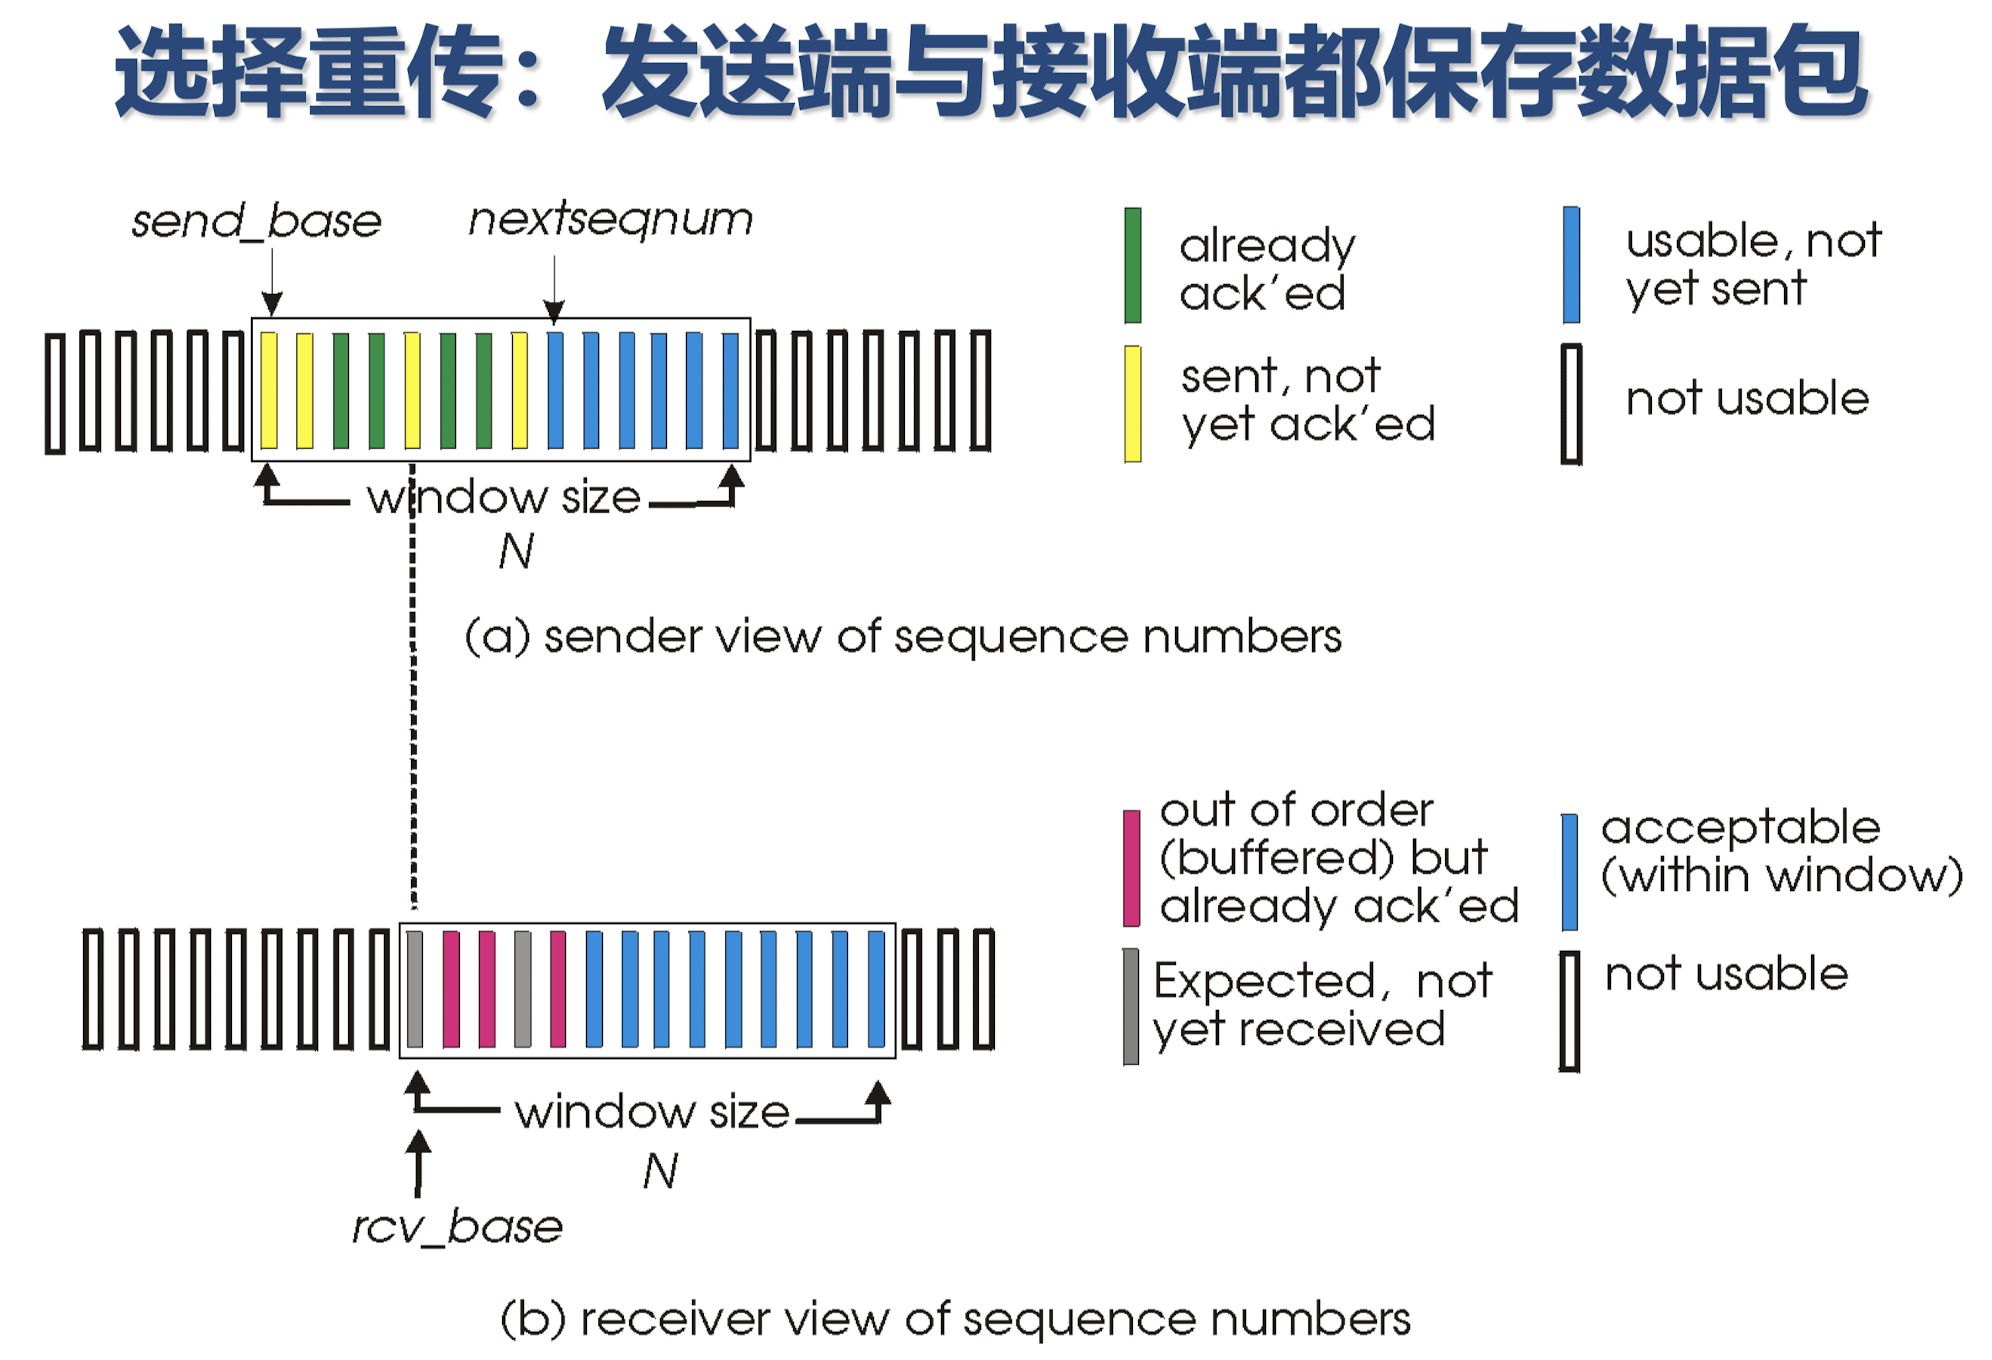 选择重传：发送端与接收端都保存数据包
send_base
nextseqnum
already
ack’ed
usable, not
yet sent
sent, not
yet ack’ed
not usable
window size
N
(a) sender view of sequence numbers
out of order
(buffered) but
already ack’ed
acceptable
(within window)
Expected, not
yet received
not usable
window size
N
rcv_base
(b) receiver view of sequence numbers